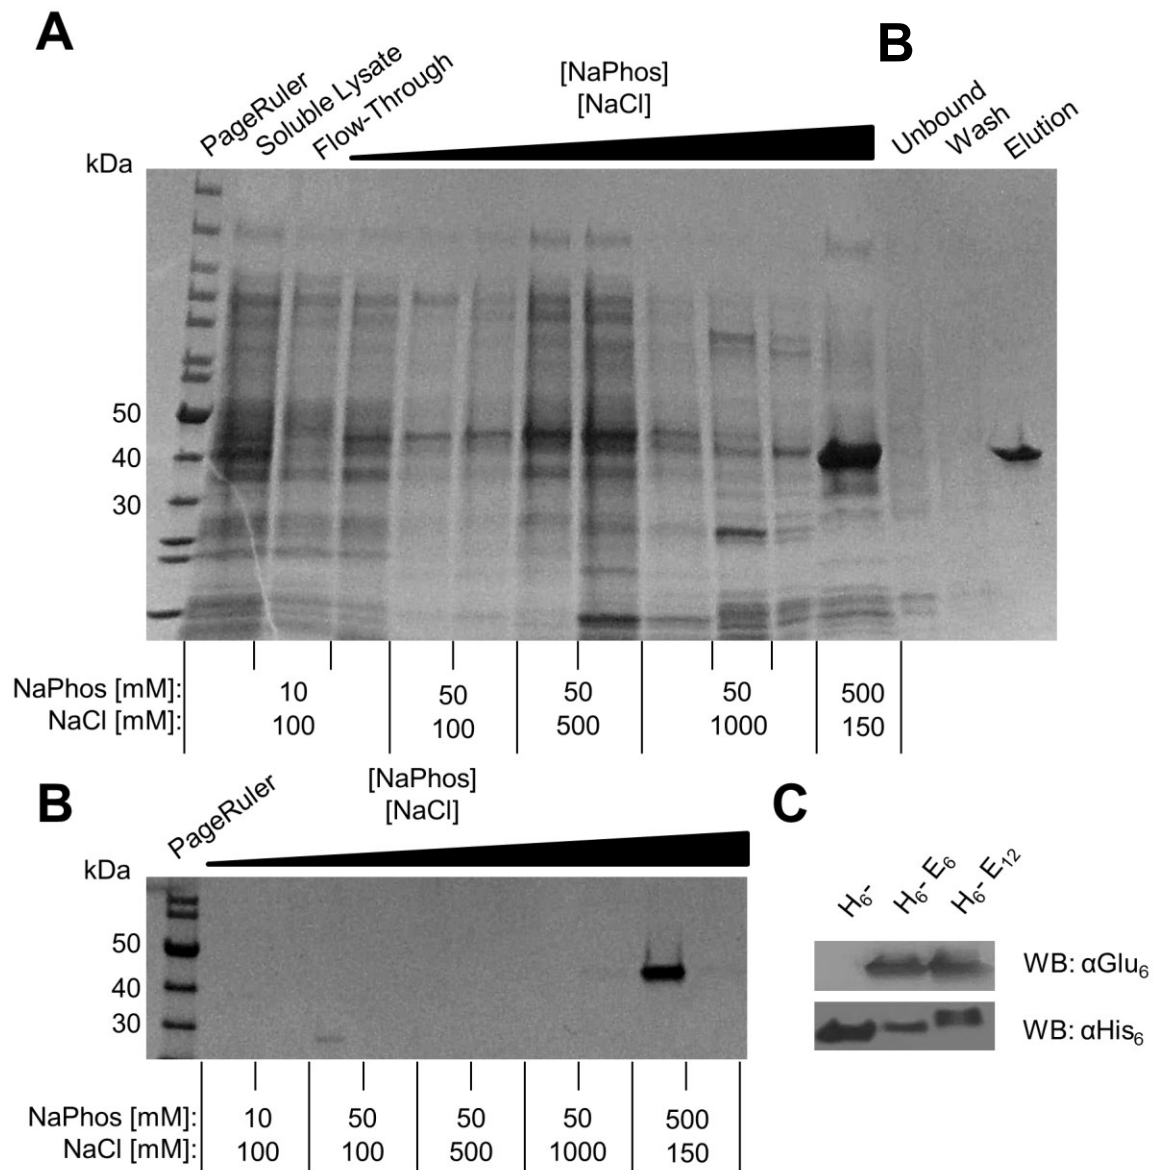 A
B
PageRuler
Soluble Lysate
Flow-Through
[NaPhos]
[NaCl]
Unbound
Wash
Elution
kDa
50
40
30
NaPhos [mM]: 10 50 50 50 500
NaCl [mM]: 100 100 500 1000 150
B
PageRuler
[NaPhos]
[NaCl]
kDa
50
40
30
NaPhos [mM]: 10 50 50 50 500
NaCl [mM]: 100 100 500 1000 150
C
H₆-
H₆- E₆
H₆- E₁₂
WB: αGlu₆
WB: αHis₆